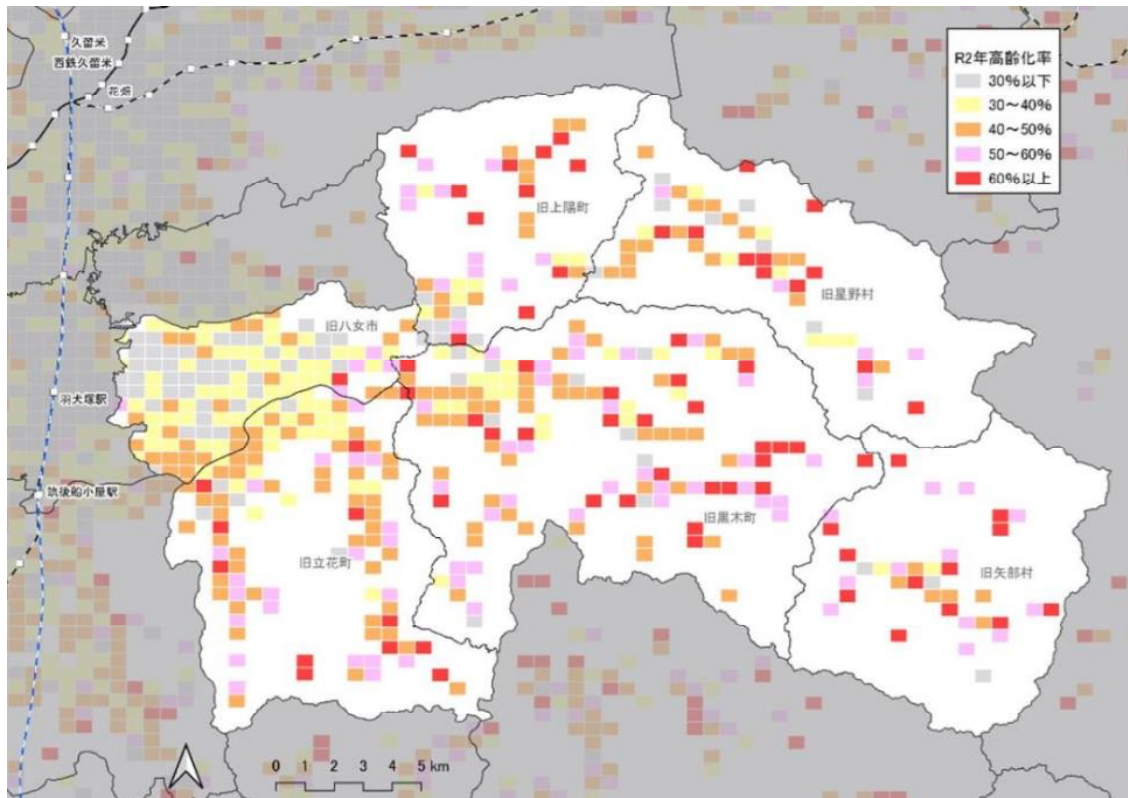 久留米
西鉄久留米
花畑
R2年高齢化率
30%以下
30～40%
40～50%
50～60%
60%以上
旧上陽町
旧星野村
旧八女市
羽犬塚駅
筑後船小屋駅
旧黒木町
旧立花町
旧矢部村
0 1 2 3 4 5 km